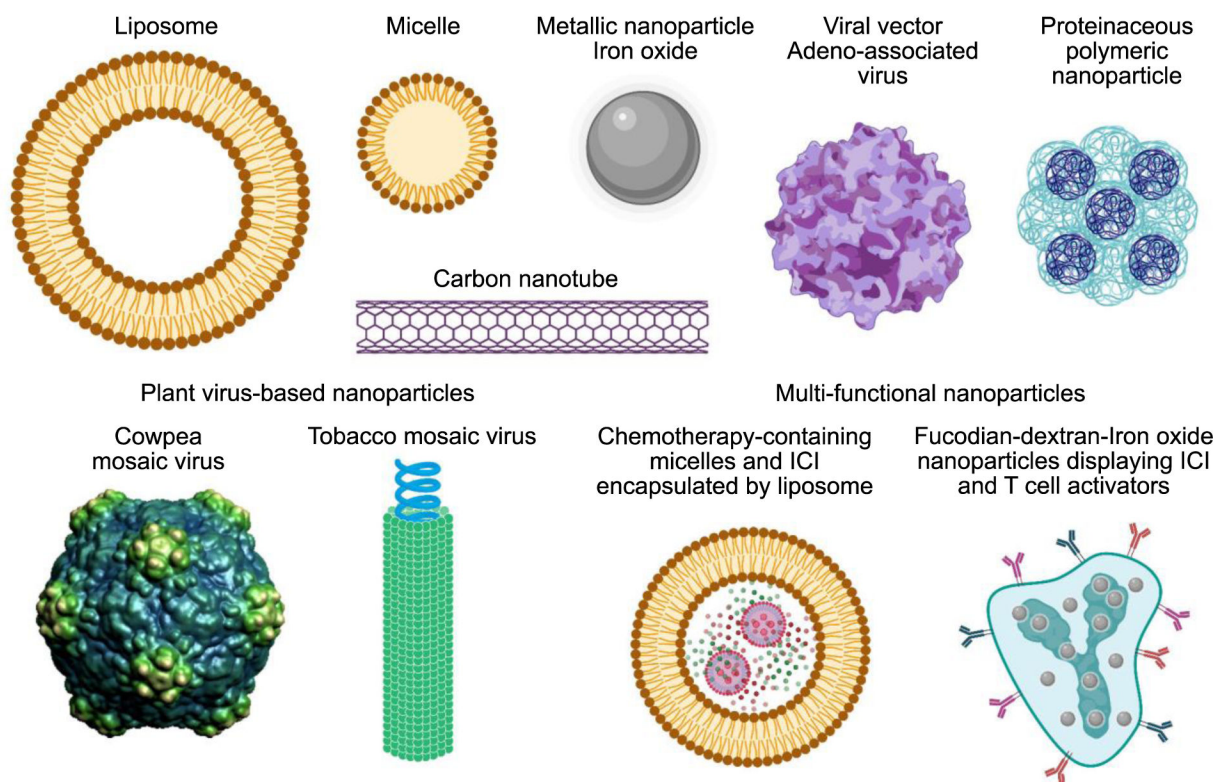 Liposome
Micelle
Metallic nanoparticle
Iron oxide
Viral vector
Adeno-associated
virus
Proteinaceous
polymeric
nanoparticle
Carbon nanotube
Plant virus-based nanoparticles
Multi-functional nanoparticles
Cowpea
mosaic virus
Tobacco mosaic virus
Chemotherapy-containing
micelles and ICI
encapsulated by liposome
Fucodian-dextran-Iron oxide
nanoparticles displaying ICI
and T cell activators